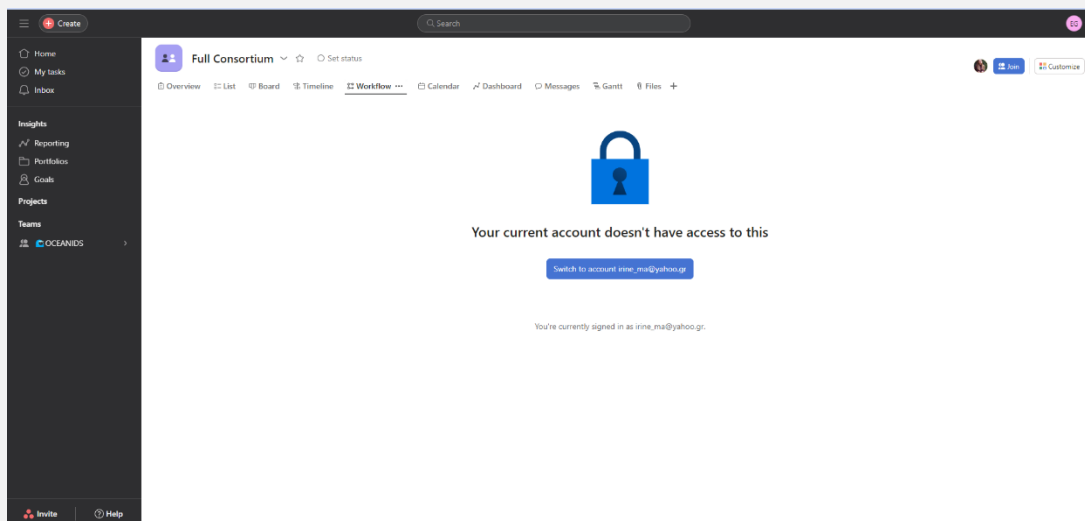 Create
Search
EG
Home
My tasks
Inbox
Insights
Reporting
Portfolios
Goals
Projects
Teams
OCEANIDS
Invite
Help
Full Consortium
Set status
Join
Customize
Overview List Board Timeline Workflow ··· Calendar Dashboard Messages Gantt Files +
Your current account doesn't have access to this
Switch to account irine_ma@yahoo.gr
You're currently signed in as irine_ma@yahoo.gr.